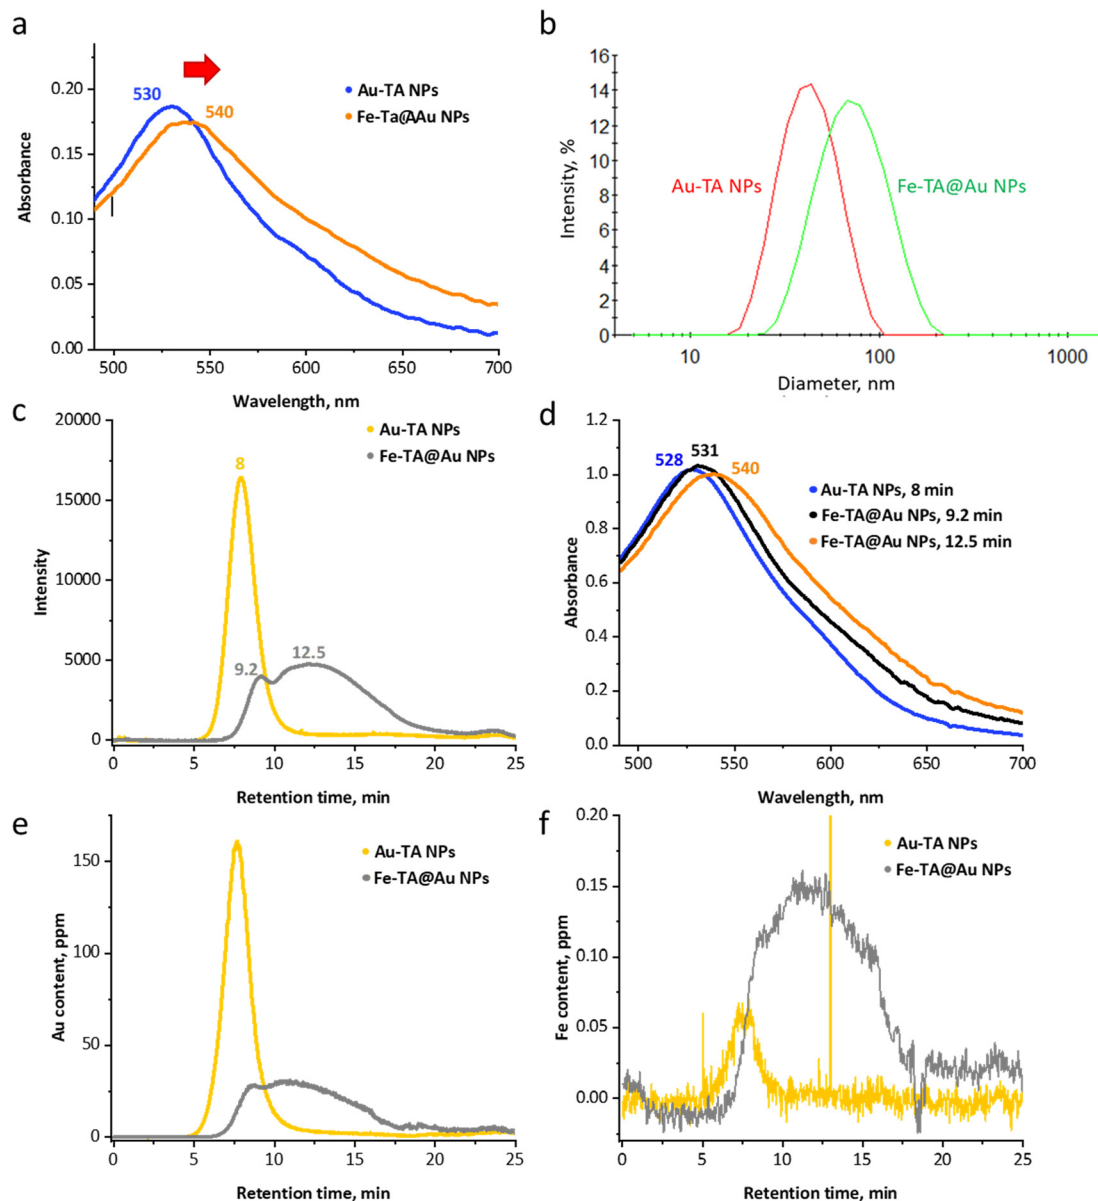 a
530
540
Au-TA NPs
Fe-Ta@AAu NPs
0.20
0.15
0.10
0.05
0.00
Absorbance
500
550
600
650
700
Wavelength, nm
b
16
14
12
10
8
6
4
2
0
Intensity, %
Au-TA NPs
Fe-TA@Au NPs
10
100
1000
Diameter, nm
c
20000
15000
10000
5000
0
Intensity
Au-TA NPs
Fe-TA@Au NPs
8
9.2
12.5
0
5
10
15
20
25
Retention time, min
d
1.2
1.0
0.8
0.6
0.4
0.2
0.0
Absorbance
528
531
540
Au-TA NPs, 8 min
Fe-TA@Au NPs, 9.2 min
Fe-TA@Au NPs, 12.5 min
500
550
600
650
700
Wavelength, nm
e
150
100
50
0
Au content, ppm
Au-TA NPs
Fe-TA@Au NPs
0
5
10
15
20
25
Retention time, min
f
0.20
0.15
0.10
0.05
0.00
Fe content, ppm
Au-TA NPs
Fe-TA@Au NPs
0
5
10
15
20
25
Retention time, min